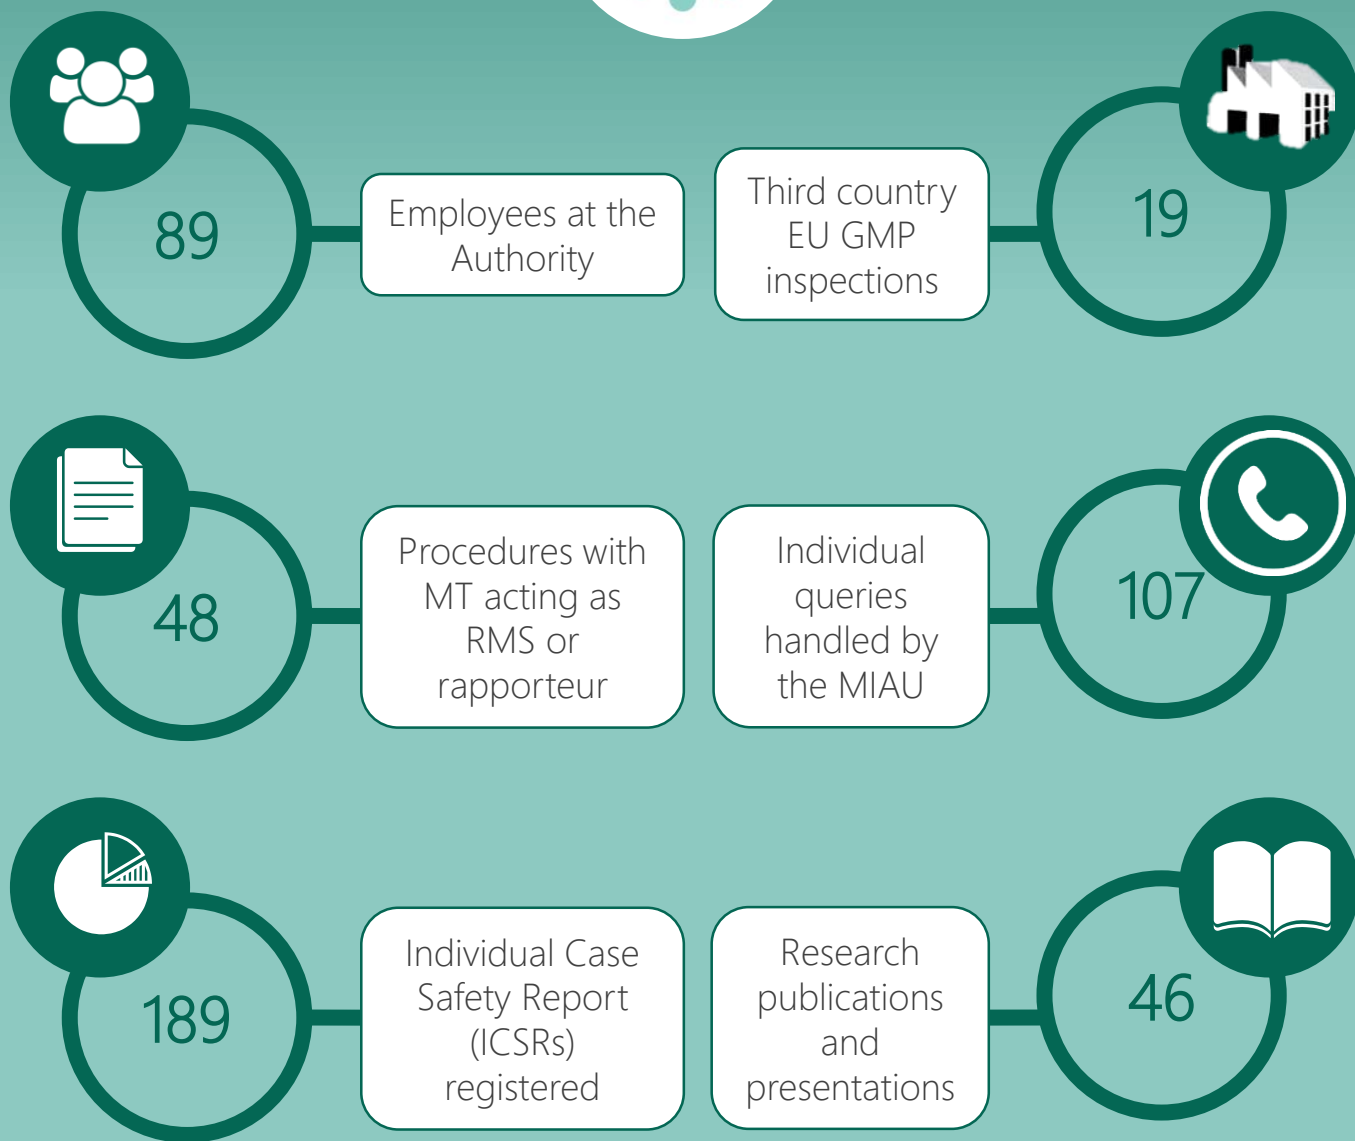 89
Employees at the
Authority
Third country
EU GMP
inspections
19
48
Procedures with
MT acting as
RMS or
rapporteur
Individual
queries
handled by
the MIAU
107
189
Individual Case
Safety Report
(ICSRs)
registered
Research
publications
and
presentations
46